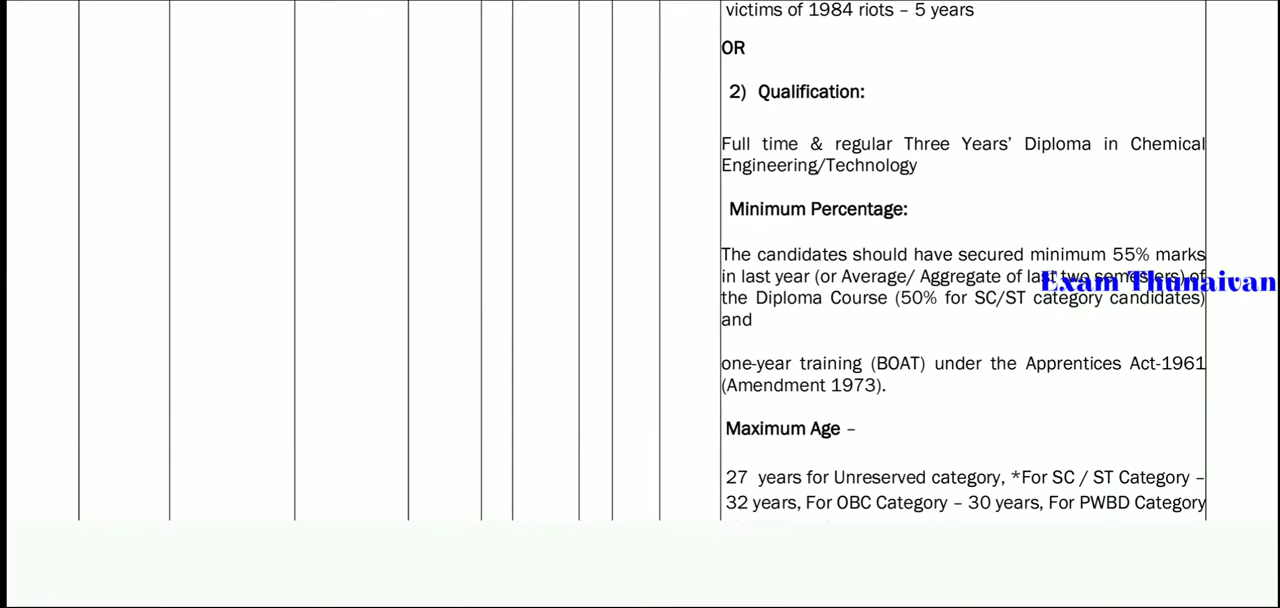 victims of 1984 riots – 5 years
OR
2) Qualification:
Full time & regular Three Years’ Diploma in Chemical
Engineering/Technology
Minimum Percentage:
The candidates should have secured minimum 55% marks
in last year (or Average/ Aggregate of last two semesters) of
Exam Thunaivan
the Diploma Course (50% for SC/ST category candidates)
and
one-year training (BOAT) under the Apprentices Act-1961
(Amendment 1973).
Maximum Age –
27 years for Unreserved category, *For SC / ST Category –
32 years, For OBC Category – 30 years, For PWBD Category